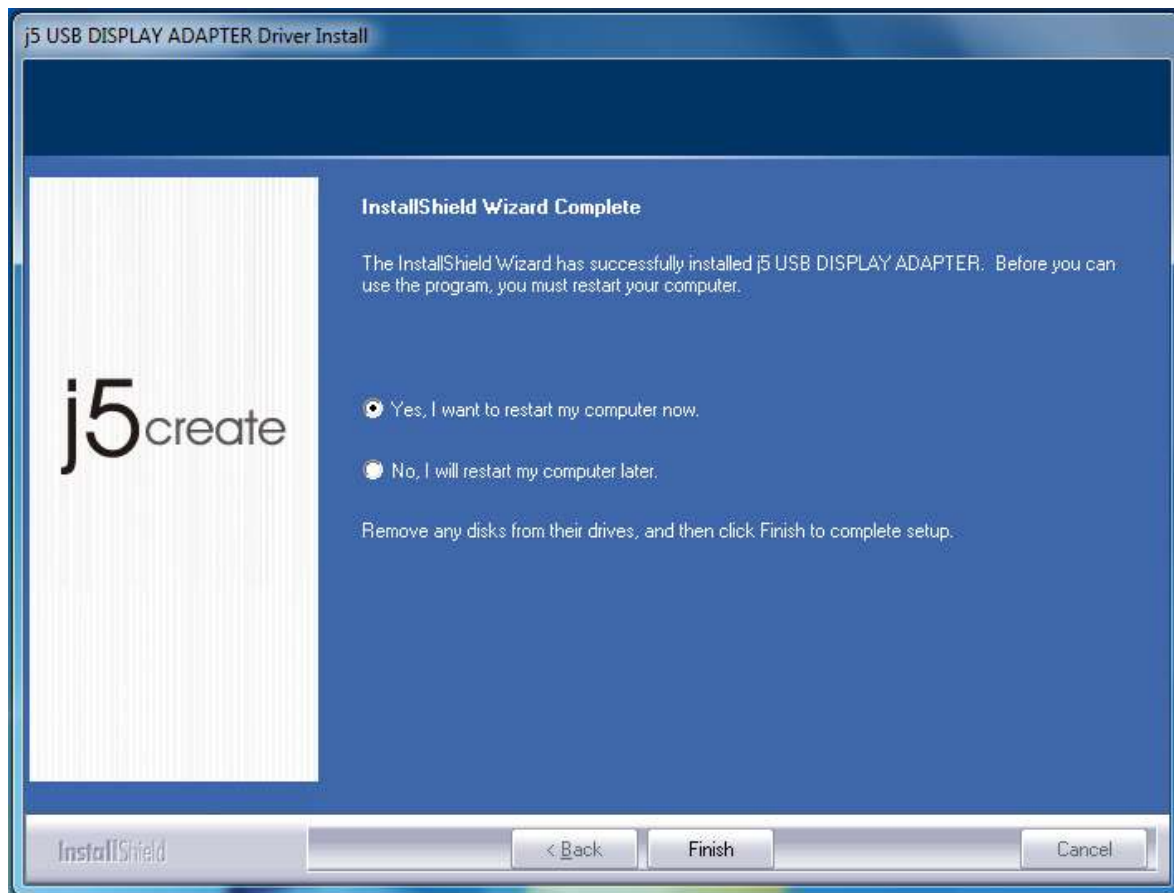 j5 USB DISPLAY ADAPTER Driver Install
InstallShield Wizard Complete
The InstallShield Wizard has successfully installed j5 USB DISPLAY ADAPTER.  Before you can
use the program, you must restart your computer.
j5create
Yes, I want to restart my computer now.
No, I will restart my computer later.
Remove any disks from their drives, and then click Finish to complete setup.
InstallShield
< Back
Finish
Cancel